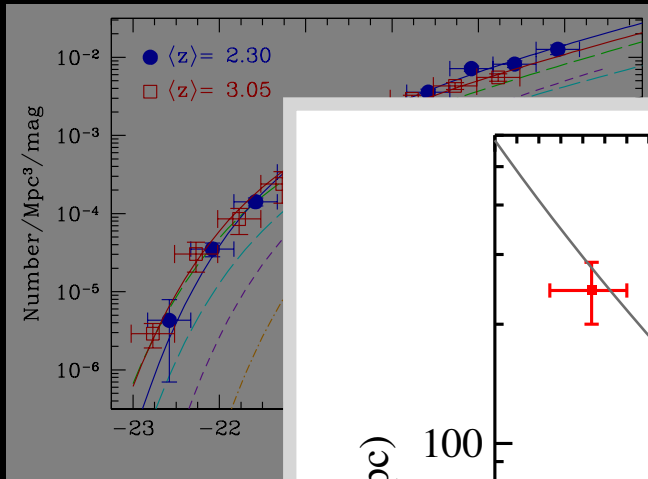 10⁻²
⟨z⟩= 2.30
⟨z⟩= 3.05
10⁻³
10⁻⁴
10⁻⁵
10⁻⁶
Number/Mpc³/mag
-23
-22
100
pc)